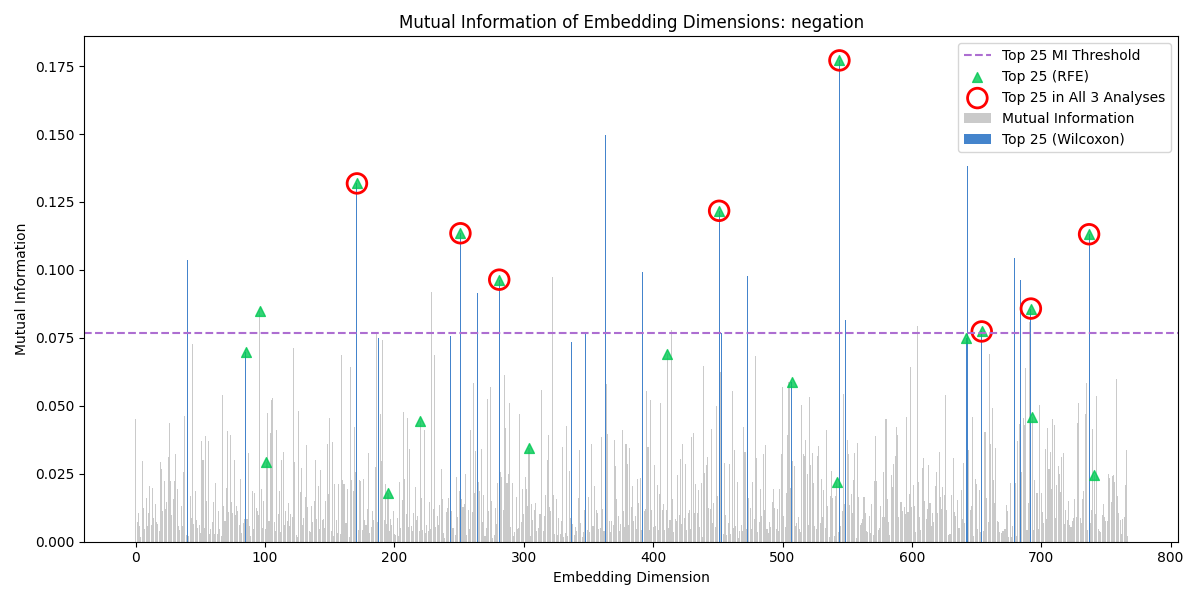 Mutual Information of Embedding Dimensions: negation
Top 25 MI Threshold
Top 25 (RFE)
Top 25 in All 3 Analyses
Mutual Information
Top 25 (Wilcoxon)
Mutual Information
0.175
0.150
0.125
0.100
0.075
0.050
0.025
0.000
0 100 200 300 400 500 600 700 800
Embedding Dimension